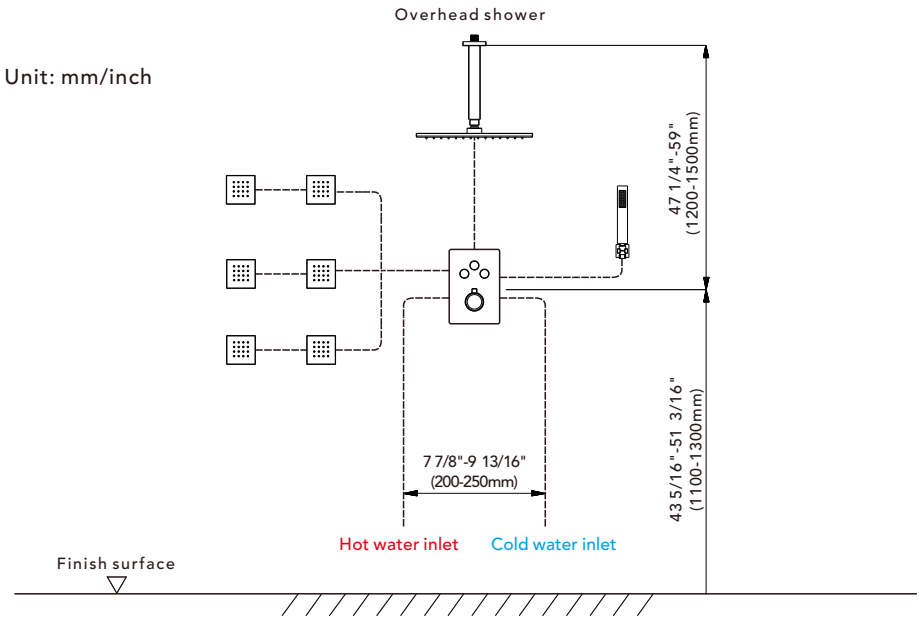 Overhead shower
Unit: mm/inch
47 1/4"-59"
(1200-1500mm)
7 7/8"-9 13/16"
(200-250mm)
43 5/16"-51 3/16"
(1100-1300mm)
Hot water inlet
Cold water inlet
Finish surface